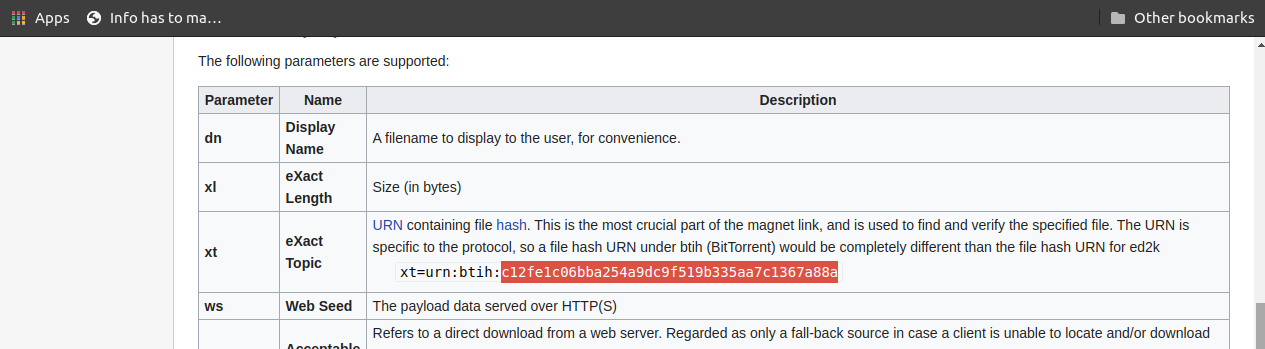 Apps Info has to ma… Other bookmarks
The following parameters are supported:
Parameter Name Description
dn Display Name A filename to display to the user, for convenience.
xl eXact Length Size (in bytes)
xt eXact Topic URN containing file hash. This is the most crucial part of the magnet link, and is used to find and verify the specified file. The URN is
specific to the protocol, so a file hash URN under btih (BitTorrent) would be completely different than the file hash URN for ed2k
xt=urn:btih:c12fe1c06bba254a9dc9f519b335aa7c1367a88a
ws Web Seed The payload data served over HTTP(S)
Acceptable Refers to a direct download from a web server. Regarded as only a fall-back source in case a client is unable to locate and/or download